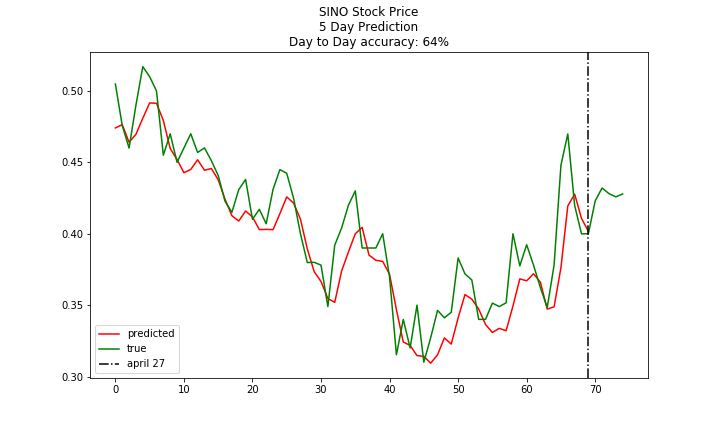 SINO Stock Price
5 Day Prediction
Day to Day accuracy: 64%
0.50
0.45
0.40
0.35
0.30
predicted
true
april 27
0 10 20 30 40 50 60 70